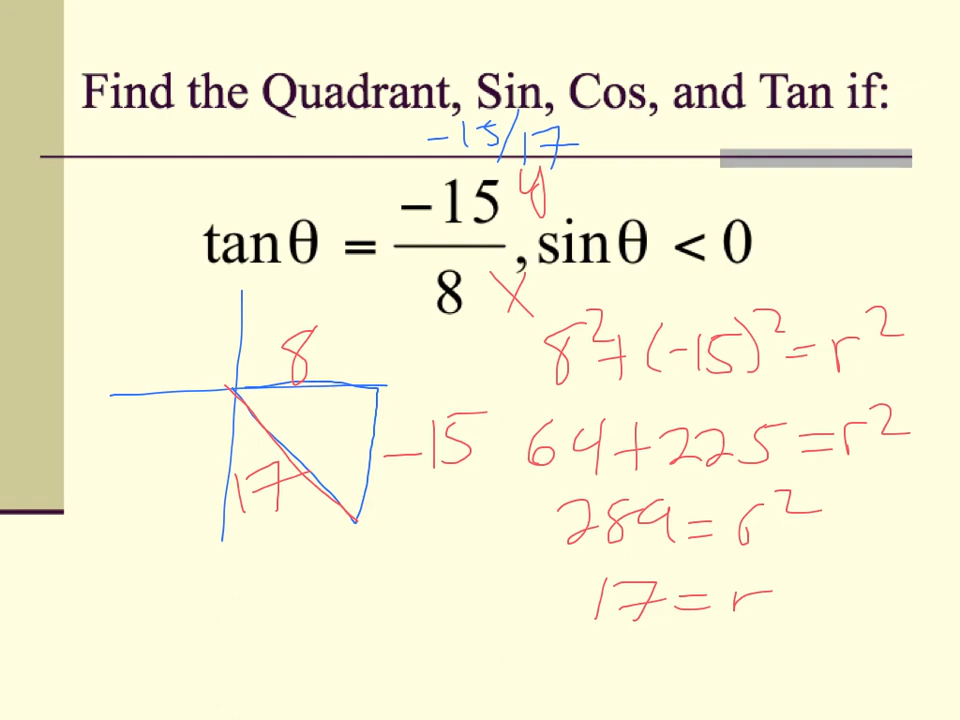 Find the Quadrant, Sin, Cos, and Tan if:
-15/17
tanθ = -15/8 , sinθ < 0
y
x
8
-15
17
8²+(-15)²=r²
64+225=r²
289=r²
17=r